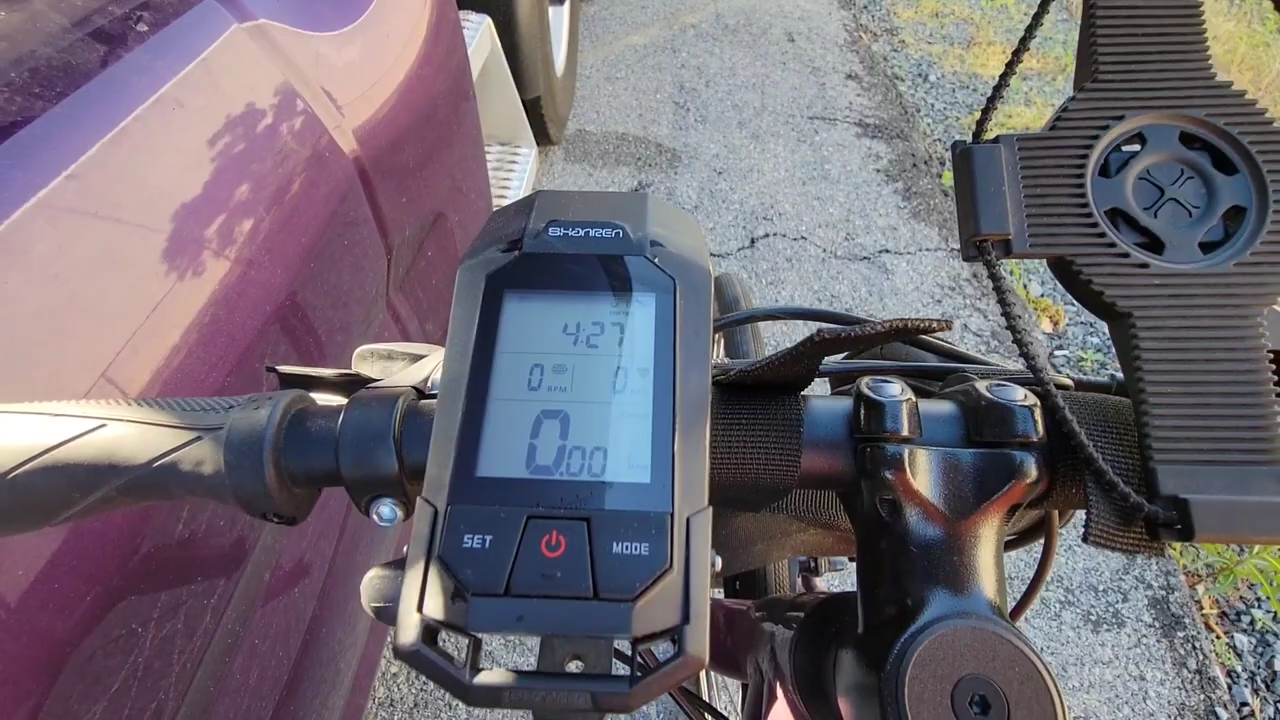 SHANREN
4:27
0 RPM 0
0.00
SET MODE